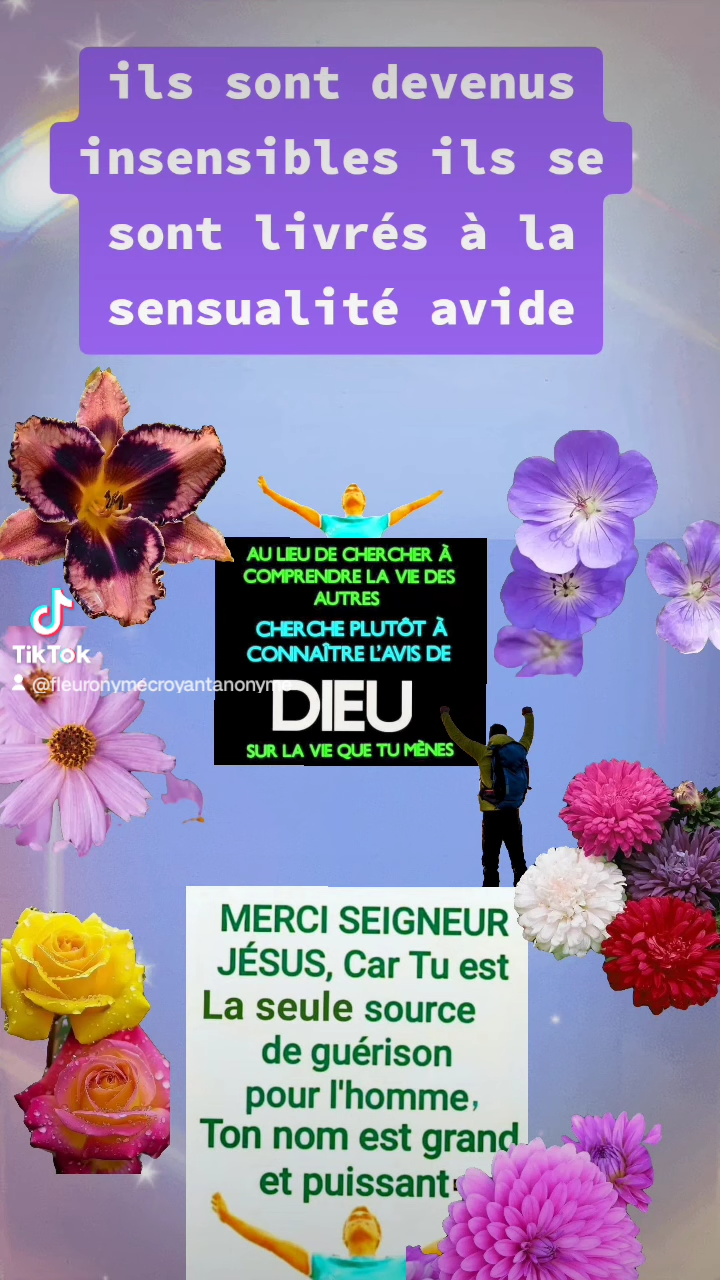 ils sont devenus
insensibles ils se
sont livrés à la
sensualité avide
AU LIEU DE CHERCHER À
COMPRENDRE LA VIE DES
AUTRES
CHERCHE PLUTÔT À
CONNAÎTRE L'AVIS DE
DIEU
SUR LA VIE QUE TU MÈNES
TikTok
@fleuronymecroyantanonyme
MERCI SEIGNEUR
JÉSUS, Car Tu est
La seule source
de guérison
pour l'homme,
Ton nom est grand
et puissant